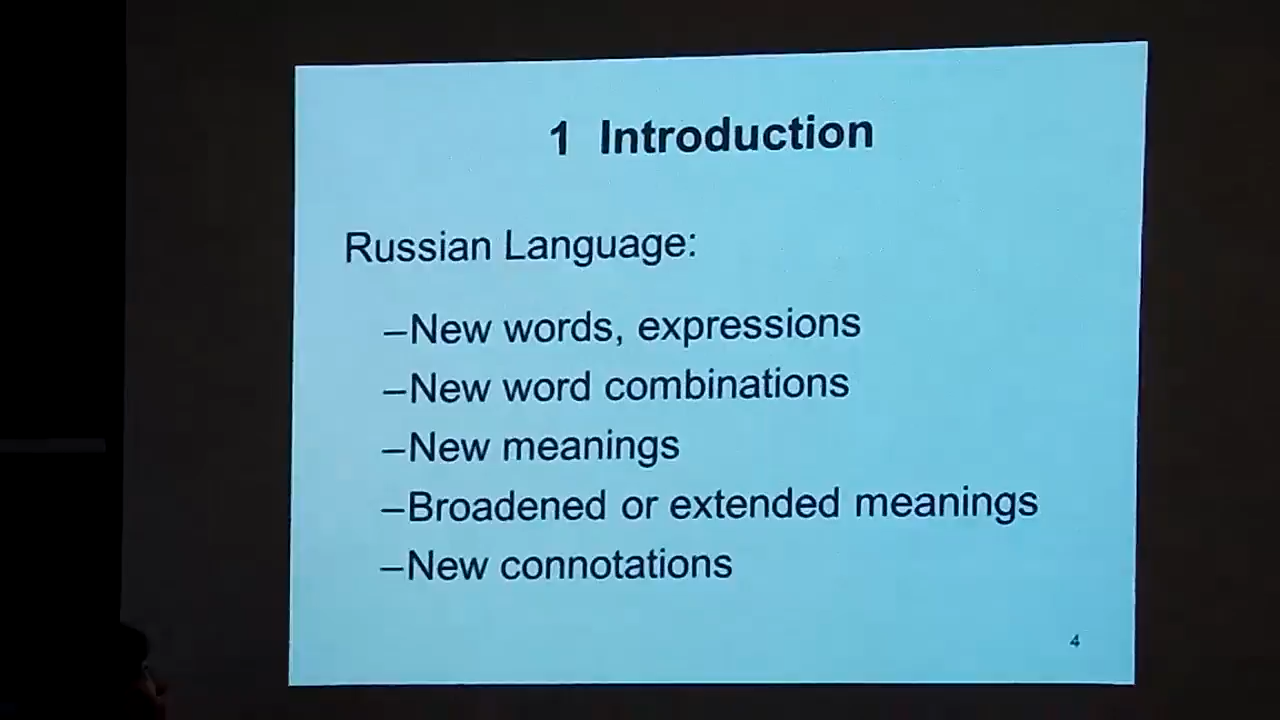 1 Introduction
Russian Language:
–New words, expressions
–New word combinations
–New meanings
–Broadened or extended meanings
–New connotations
4